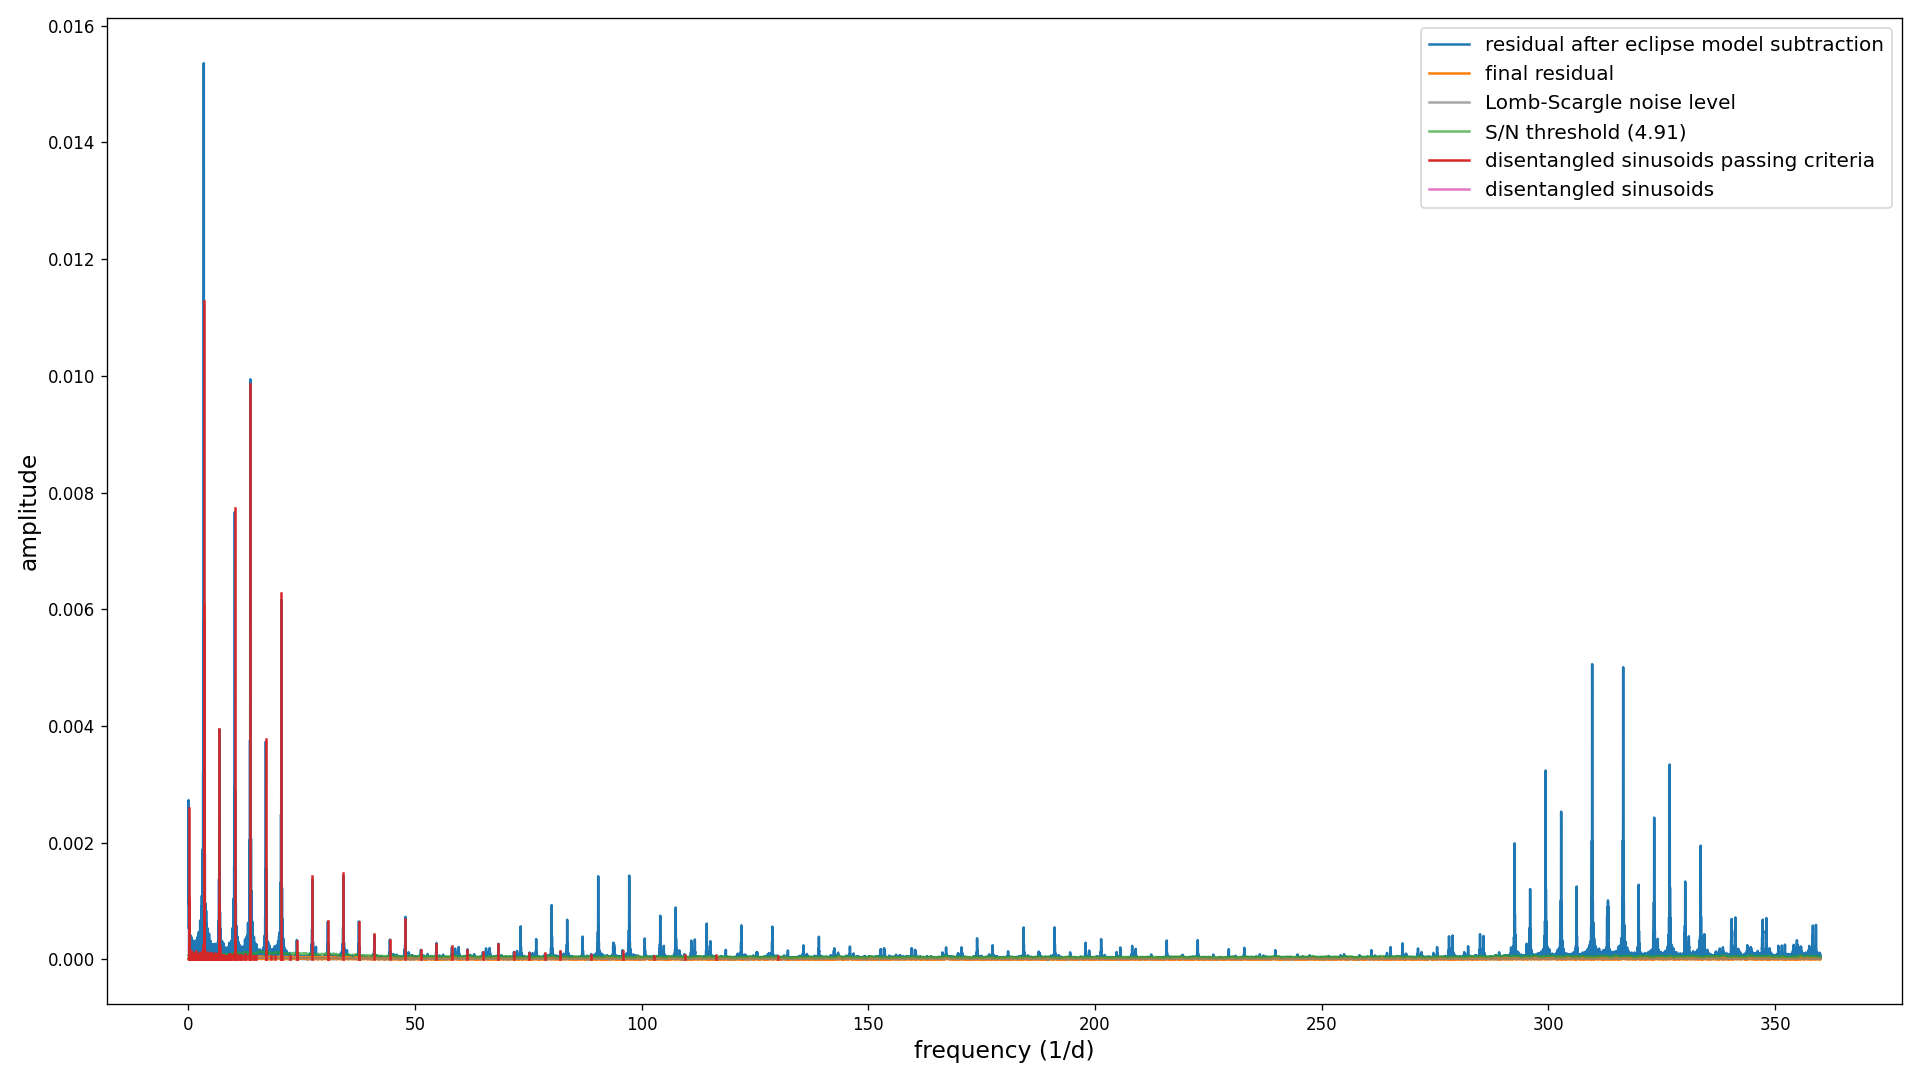 0.016
0.014
0.012
0.010
0.008
0.006
0.004
0.002
0.000
amplitude
0 50 100 150 200 250 300 350
frequency (1/d)
residual after eclipse model subtraction
final residual
Lomb-Scargle noise level
S/N threshold (4.91)
disentangled sinusoids passing criteria
disentangled sinusoids